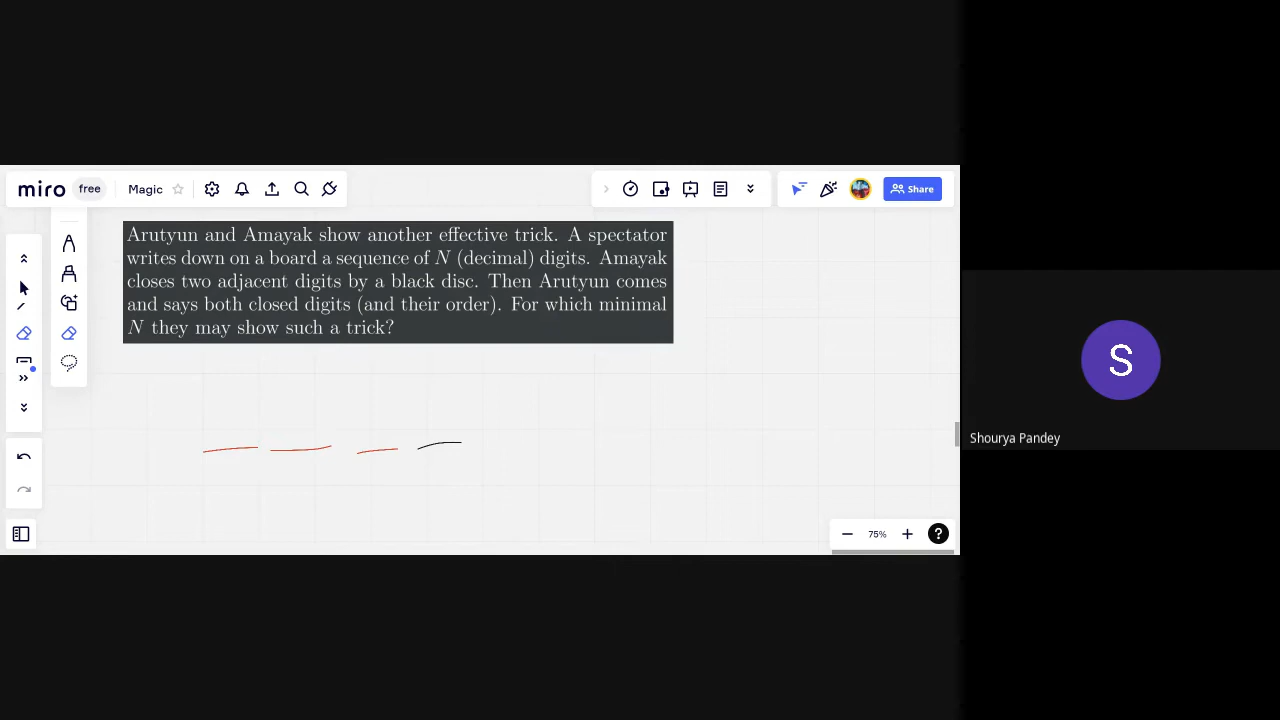 miro free Magic Share
Arutyun and Amayak show another effective trick. A spectator
writes down on a board a sequence of N (decimal) digits. Amayak
closes two adjacent digits by a black disc. Then Arutyun comes
and says both closed digits (and their order). For which minimal
N they may show such a trick?
S
Shourya Pandey
75% ?